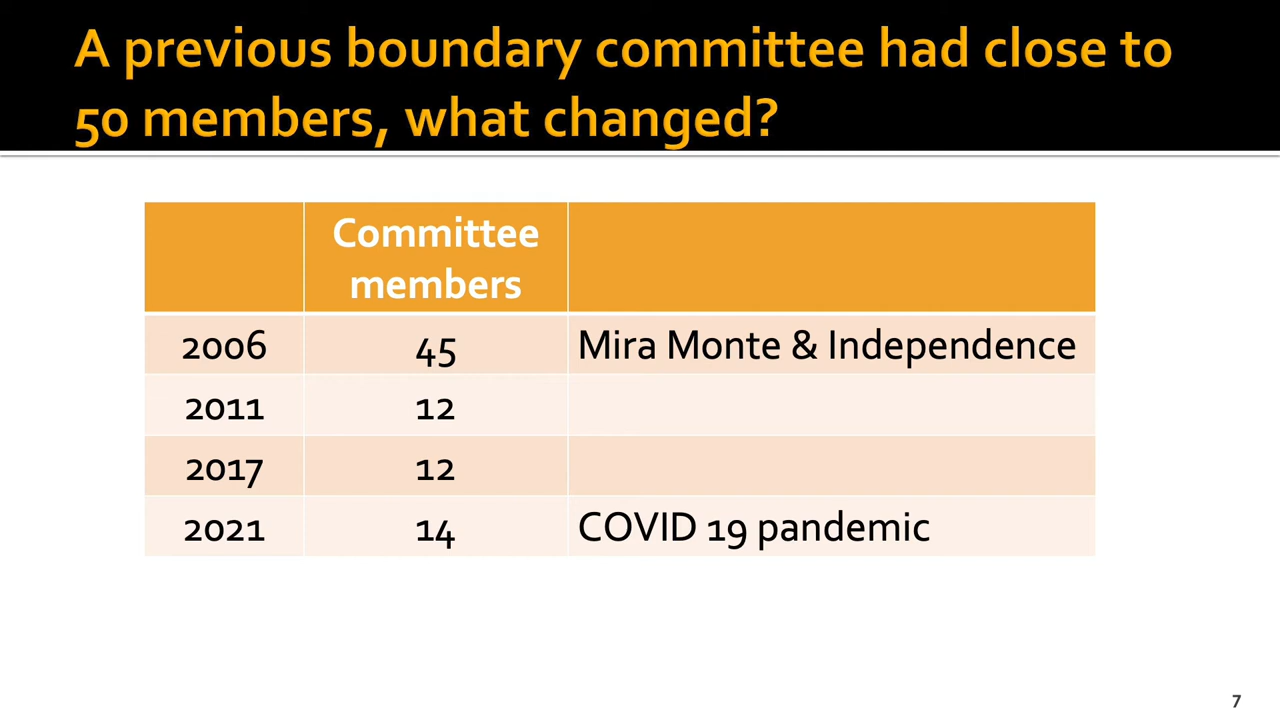 A previous boundary committee had close to
50 members, what changed?
Committee
members
2006 45 Mira Monte & Independence
2011 12
2017 12
2021 14 COVID 19 pandemic
7